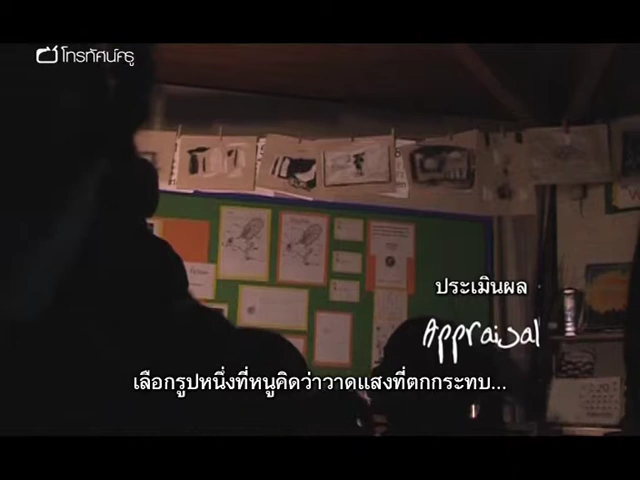 โทรทัศน์ครู
ประเมินผล
Appraisal
เลือกรูปหนึ่งที่หนูคิดว่าวาดแสงที่ตกกระทบ...